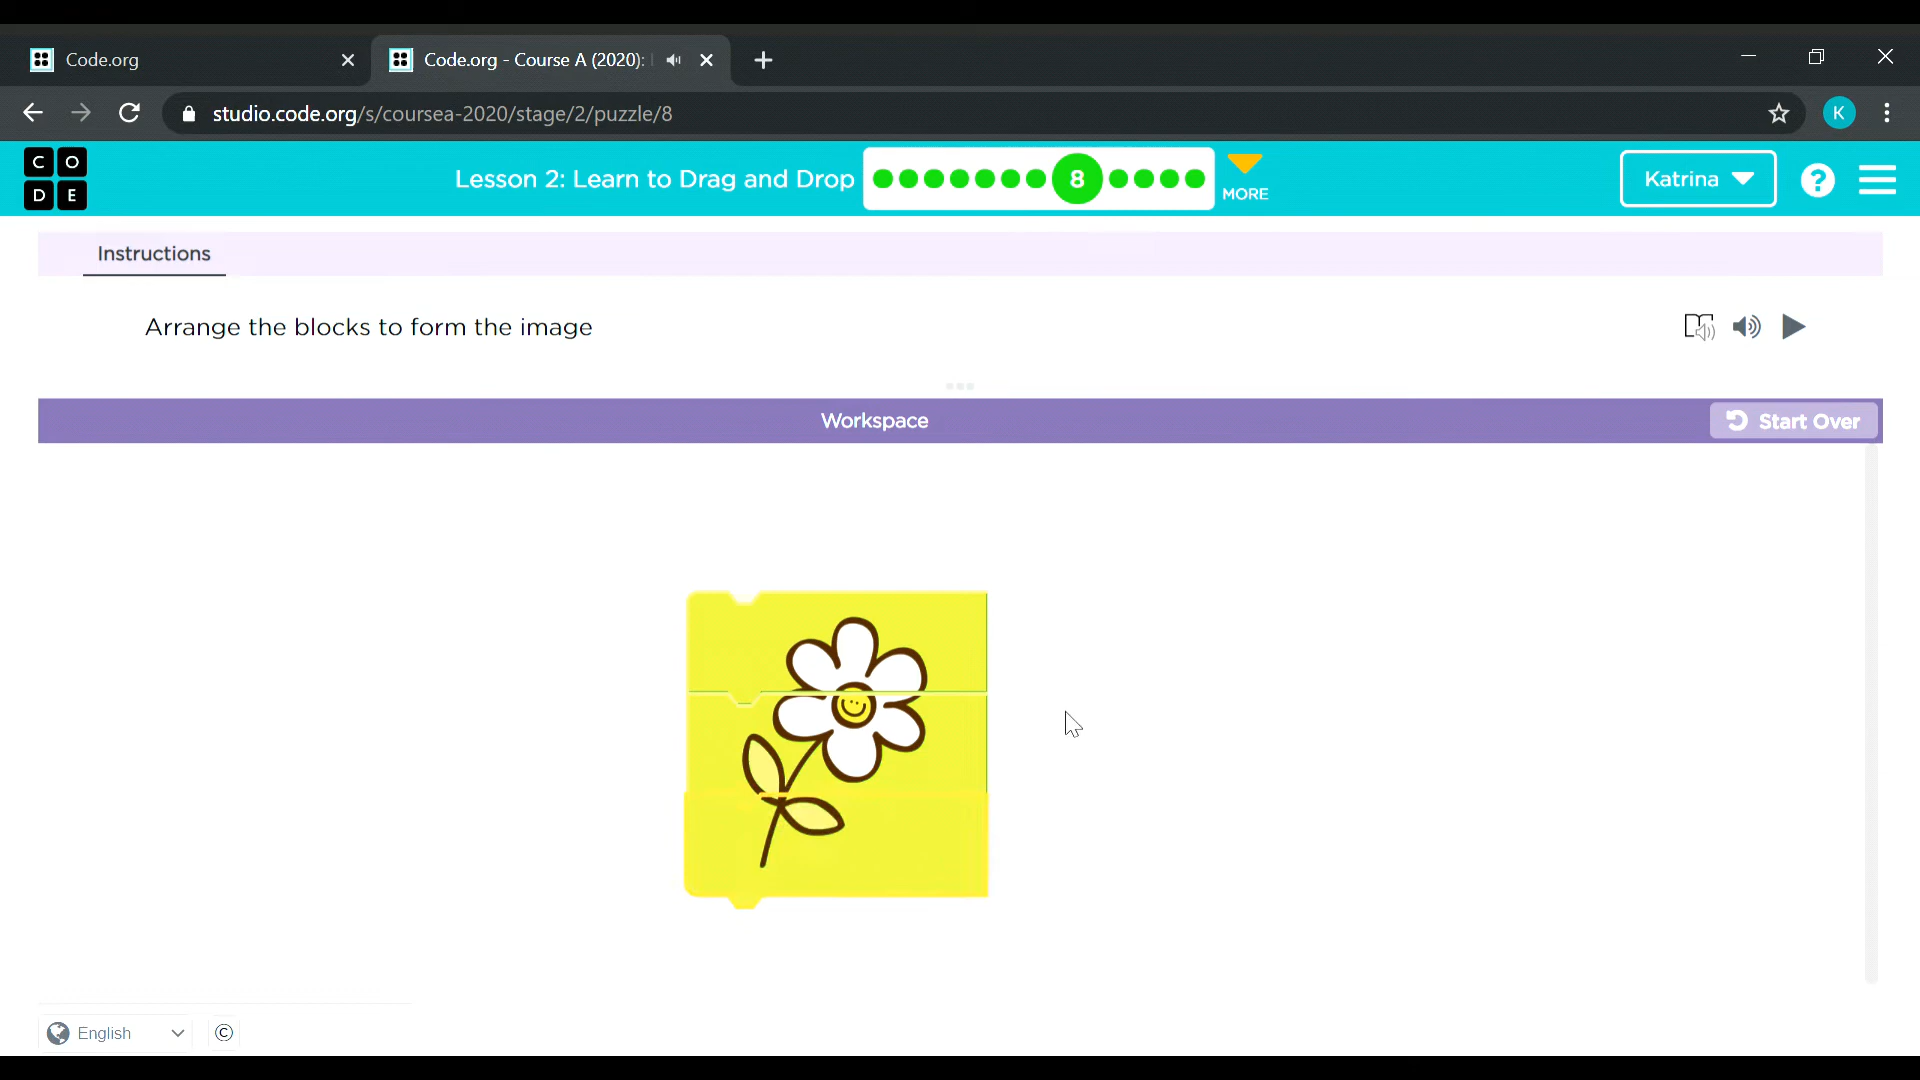 Code.org
Code.org - Course A (2020):
studio.code.org/s/coursea-2020/stage/2/puzzle/8
K
C O
D E
Lesson 2: Learn to Drag and Drop
8
MORE
Katrina
?
Instructions
Arrange the blocks to form the image
Workspace
Start Over
English
©